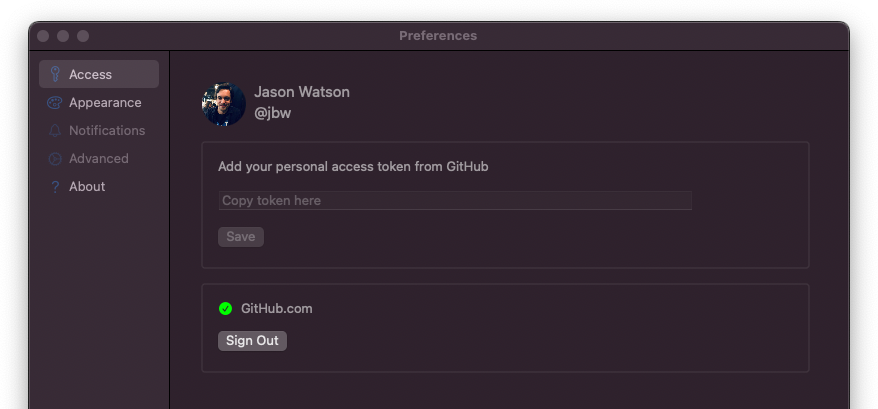 Preferences
Access
Appearance
Notifications
Advanced
? About
Jason Watson
@jbw
Add your personal access token from GitHub
Copy token here
Save
GitHub.com
Sign Out